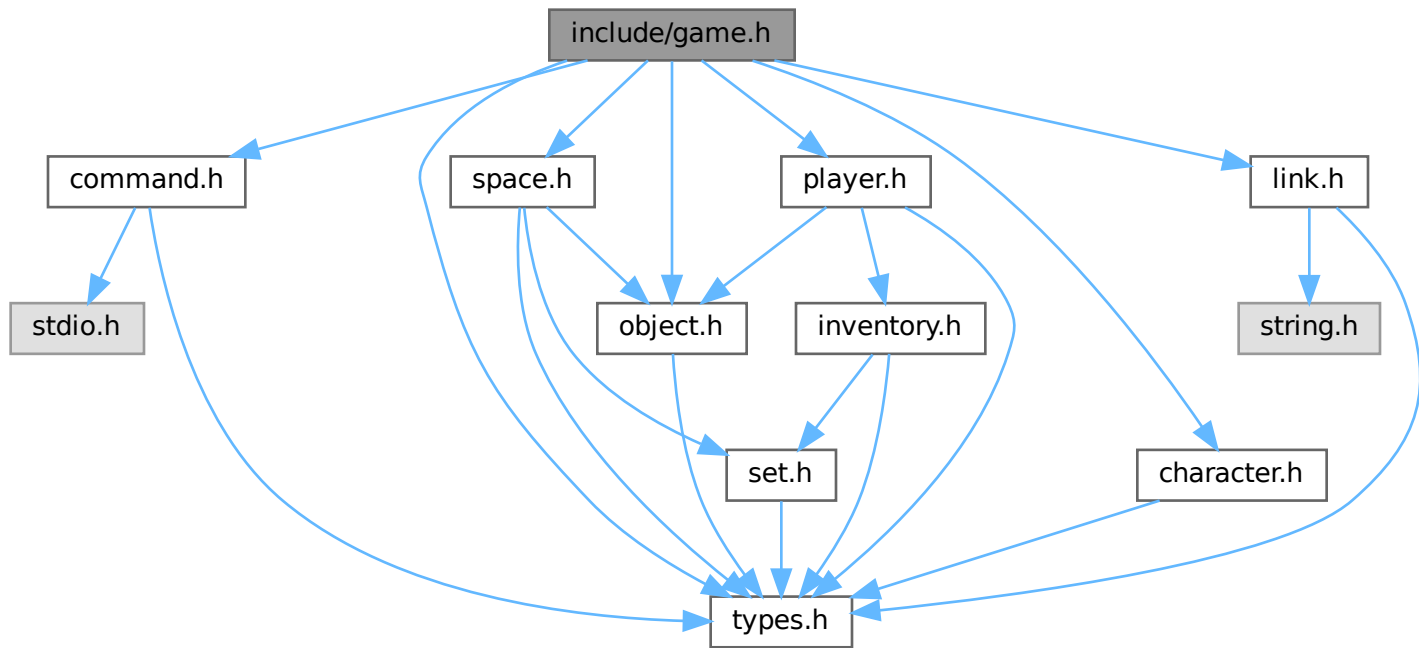 include/game.h
command.h
space.h
player.h
link.h
stdio.h
object.h
inventory.h
string.h
set.h
character.h
types.h